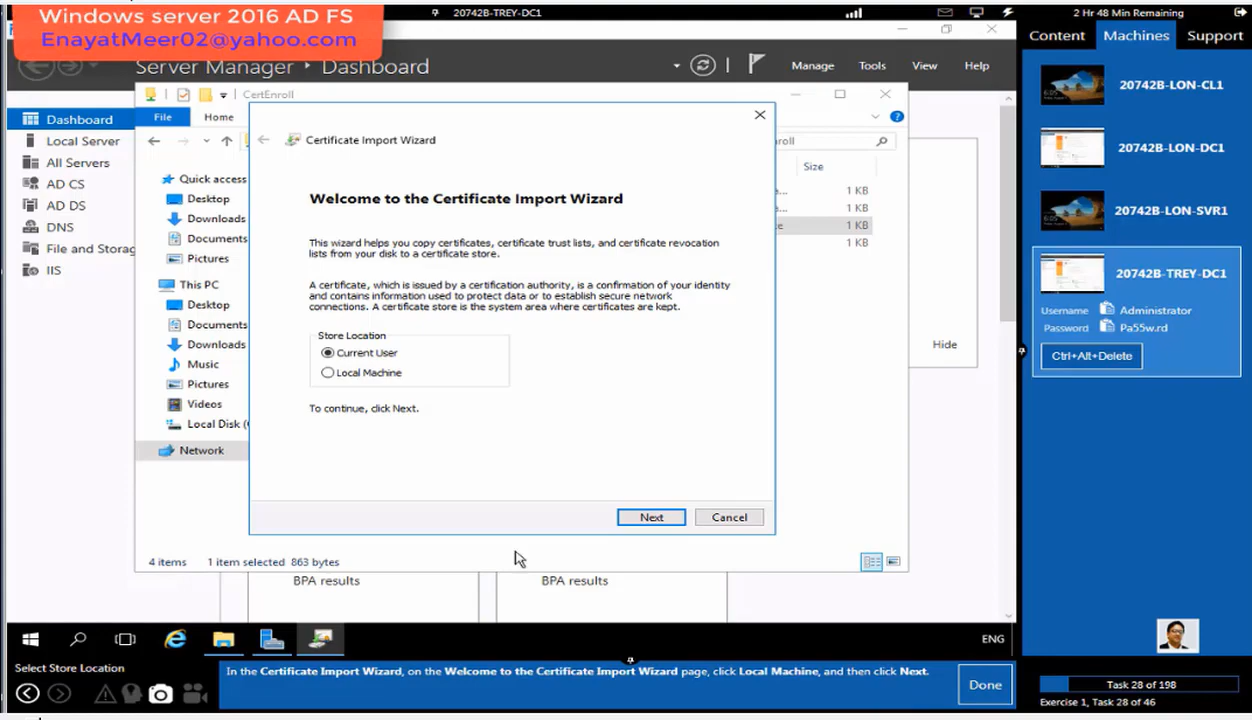 Windows server 2016 AD FS
EnayatMeer02@yahoo.com
20742B-TREY-DC1
2 Hr 48 Min Remaining
Content
Machines
Support
Server Manager
Dashboard
Manage
Tools
View
Help
CertEnroll
File
Home
Dashboard
Local Server
All Servers
AD CS
AD DS
DNS
File and Storag
IIS
Quick access
Desktop
Downloads
Documents
Pictures
This PC
Desktop
Documents
Downloads
Music
Pictures
Videos
Local Disk (
Network
4 items
1 item selected 863 bytes
roll
Size
1 KB
1 KB
1 KB
1 KB
Certificate Import Wizard
Welcome to the Certificate Import Wizard
This wizard helps you copy certificates, certificate trust lists, and certificate revocation
lists from your disk to a certificate store.
A certificate, which is issued by a certification authority, is a confirmation of your identity
and contains information used to protect data or to establish secure network
connections. A certificate store is the system area where certificates are kept.
Store Location
Current User
Local Machine
To continue, click Next.
Next
Cancel
Hide
BPA results
BPA results
20742B-LON-CL1
20742B-LON-DC1
20742B-LON-SVR1
20742B-TREY-DC1
Username
Administrator
Password
Pa55w.rd
Ctrl+Alt+Delete
ENG
Select Store Location
In the Certificate Import Wizard, on the Welcome to the Certificate Import Wizard page, click Local Machine, and then click Next.
Done
Task 28 of 198
Exercise 1, Task 28 of 46